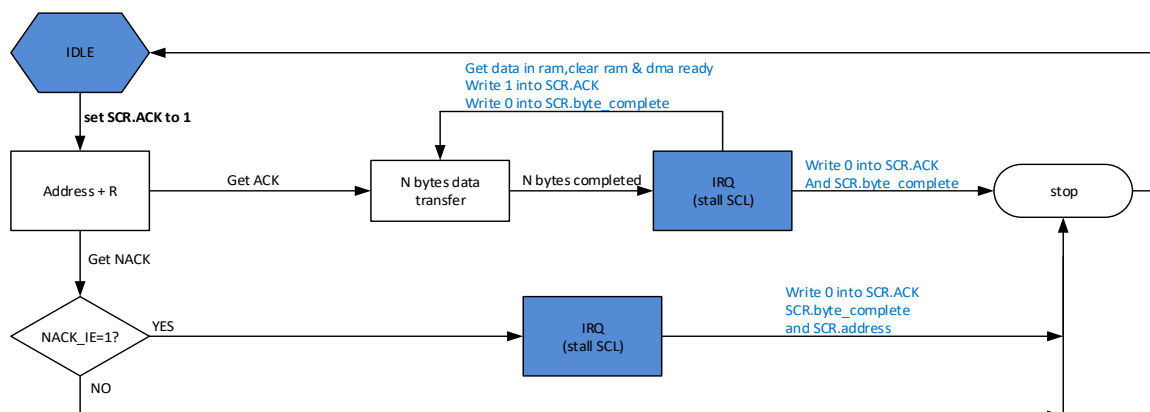 IDLE
Get data in ram,clear ram & dma ready
Write 1 into SCR.ACK
Write 0 into SCR.byte_complete
set SCR.ACK to 1
Address + R
Get ACK
N bytes data
transfer
N bytes completed
IRQ
(stall SCL)
Write 0 into SCR.ACK
And SCR.byte_complete
stop
Get NACK
NACK_IE=1?
YES
IRQ
(stall SCL)
Write 0 into SCR.ACK
SCR.byte_complete
and SCR.address
NO